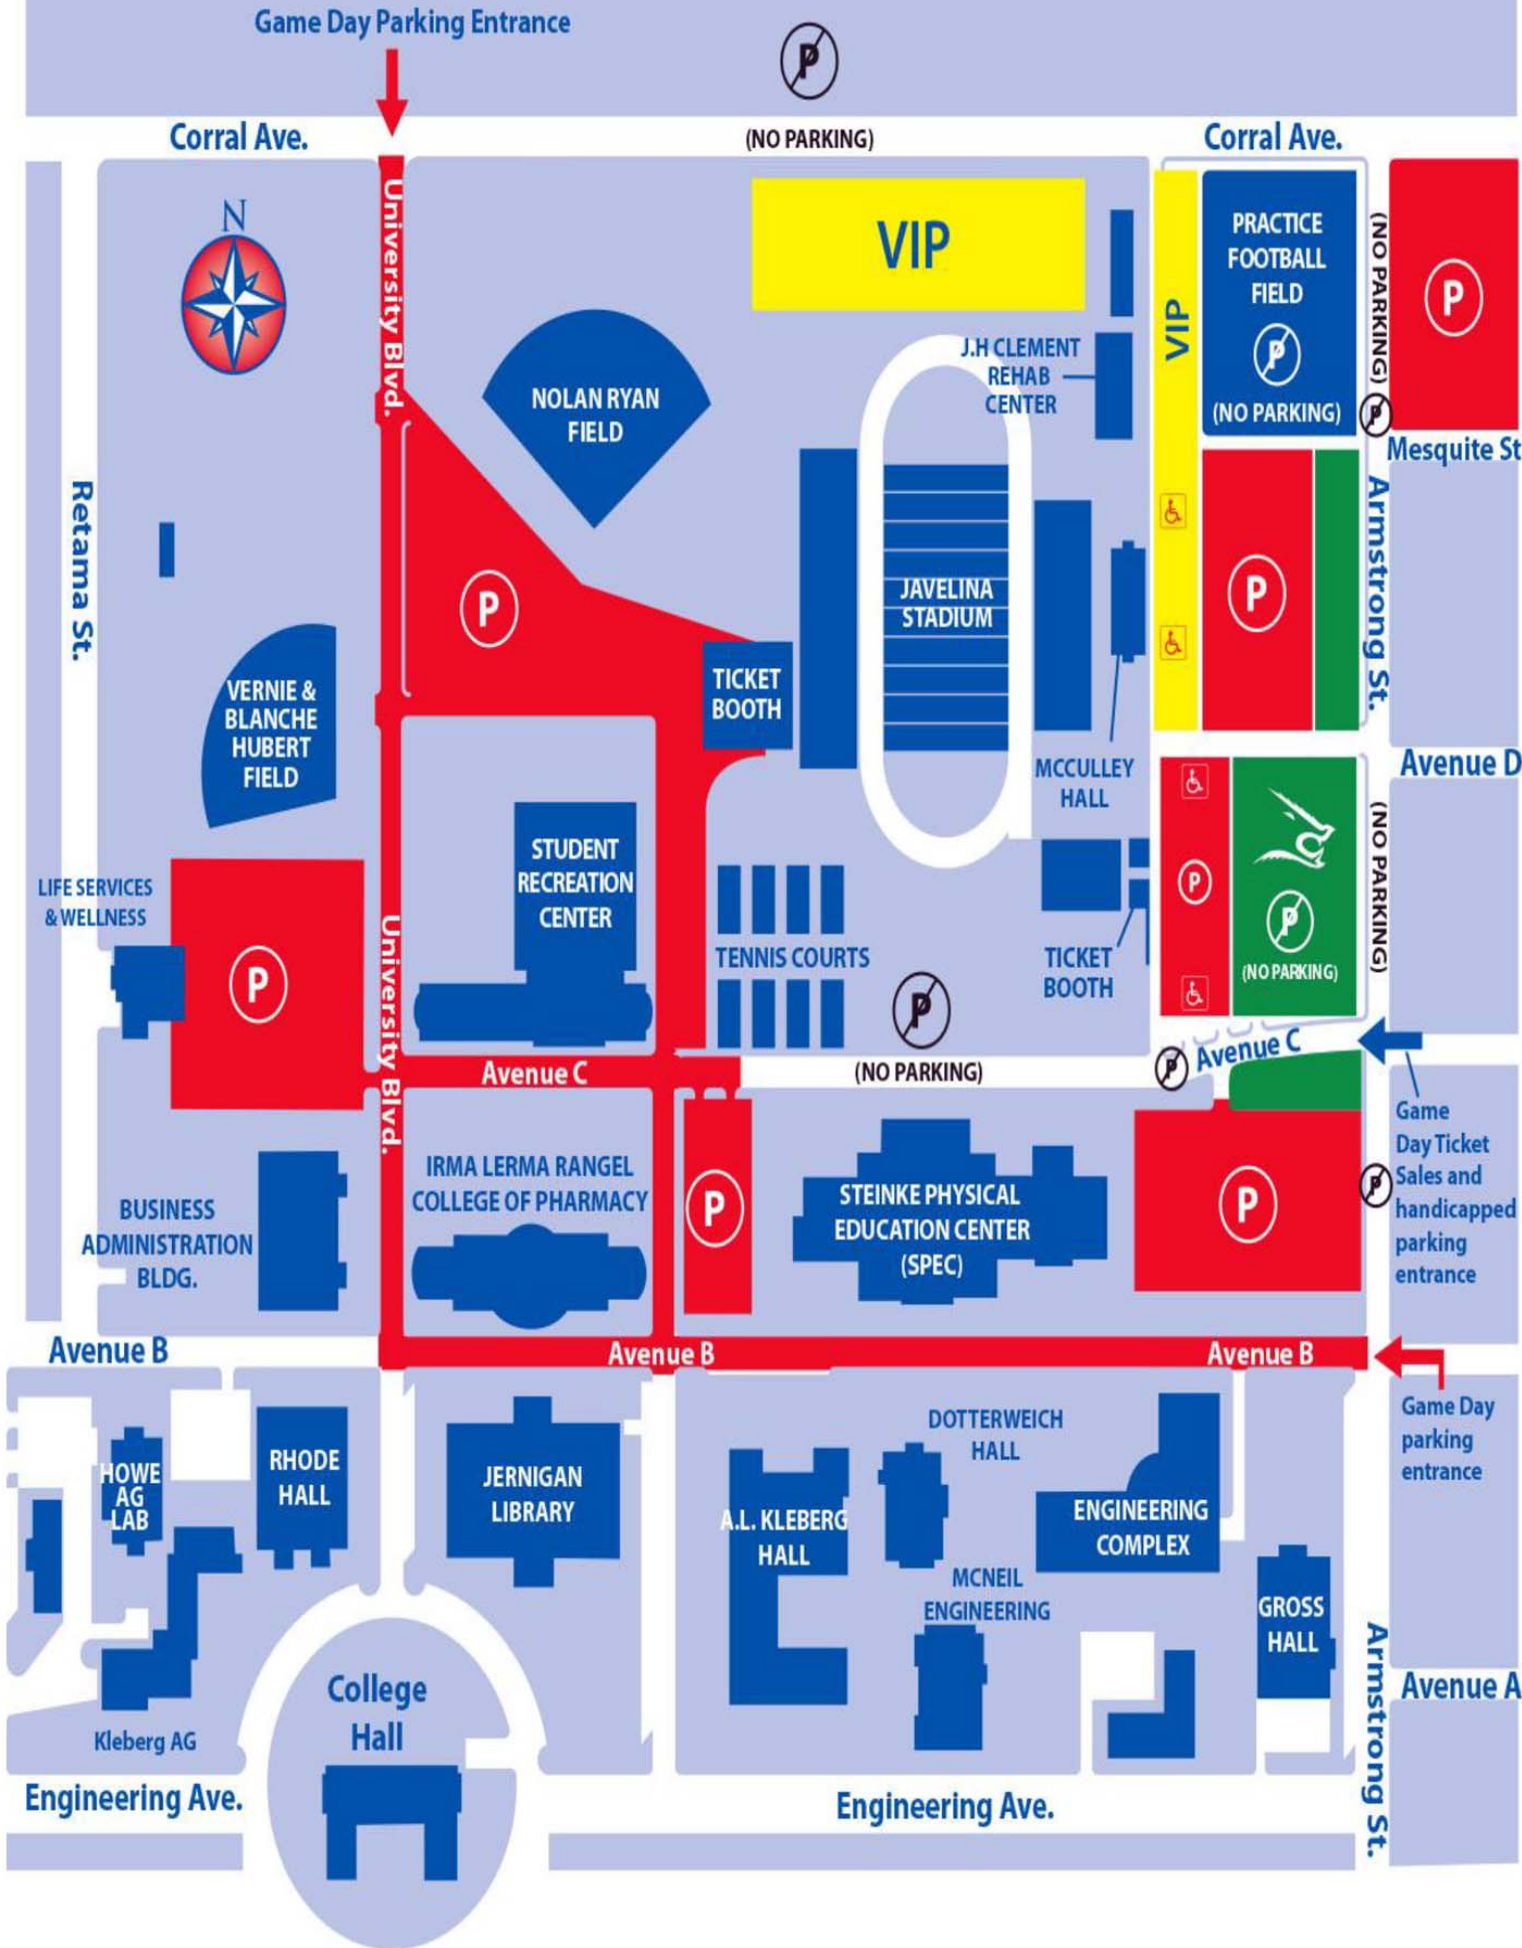 Game Day Parking Entrance
P
Corral Ave.
(NO PARKING)
Corral Ave.
N
University Blvd.
VIP
VIP
PRACTICE
FOOTBALL
FIELD
P
(NO PARKING)
(NO PARKING)
P
P
Mesquite St
NOLAN RYAN
FIELD
J.H CLEMENT
REHAB
CENTER
Retama St.
P
JAVELINA
STADIUM
P
Armstrong St.
VERNIE &
BLANCHE
HUBERT
FIELD
TICKET
BOOTH
MCCULLEY
HALL
Avenue D
STUDENT
RECREATION
CENTER
LIFE SERVICES
& WELLNESS
P
University Blvd.
TENNIS COURTS
TICKET
BOOTH
P
P
(NO PARKING)
(NO PARKING)
P
Avenue C
(NO PARKING)
P
Avenue C
Game
Day Ticket
Sales and
handicapped
parking
entrance
IRMA LERMA RANGEL
COLLEGE OF PHARMACY
P
STEINKE PHYSICAL
EDUCATION CENTER
(SPEC)
P
P
BUSINESS
ADMINISTRATION
BLDG.
Avenue B
Avenue B
Avenue B
Game Day
parking
entrance
HOWE
AG
LAB
RHODE
HALL
JERNIGAN
LIBRARY
A.L. KLEBERG
HALL
DOTTERWEICH
HALL
ENGINEERING
COMPLEX
MCNEIL
ENGINEERING
GROSS
HALL
Armstrong St.
Avenue A
College
Hall
Kleberg AG
Engineering Ave.
Engineering Ave.